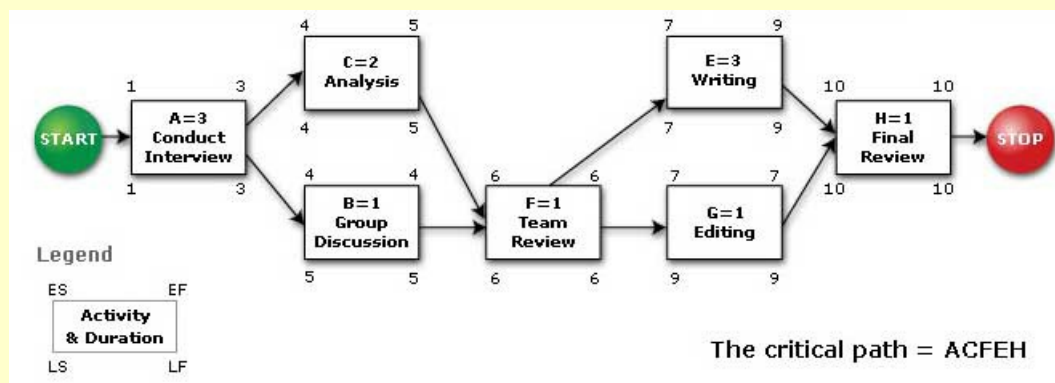 START
1 3
A=3
Conduct
Interview
1 3
4 5
C=2
Analysis
4 5
4 4
B=1
Group
Discussion
5 5
6 6
F=1
Team
Review
6 6
7 9
E=3
Writing
7 9
7 7
G=1
Editing
9 9
10 10
H=1
Final
Review
10 10
STOP
Legend
ES EF
Activity
& Duration
LS LF
The critical path = ACFEH